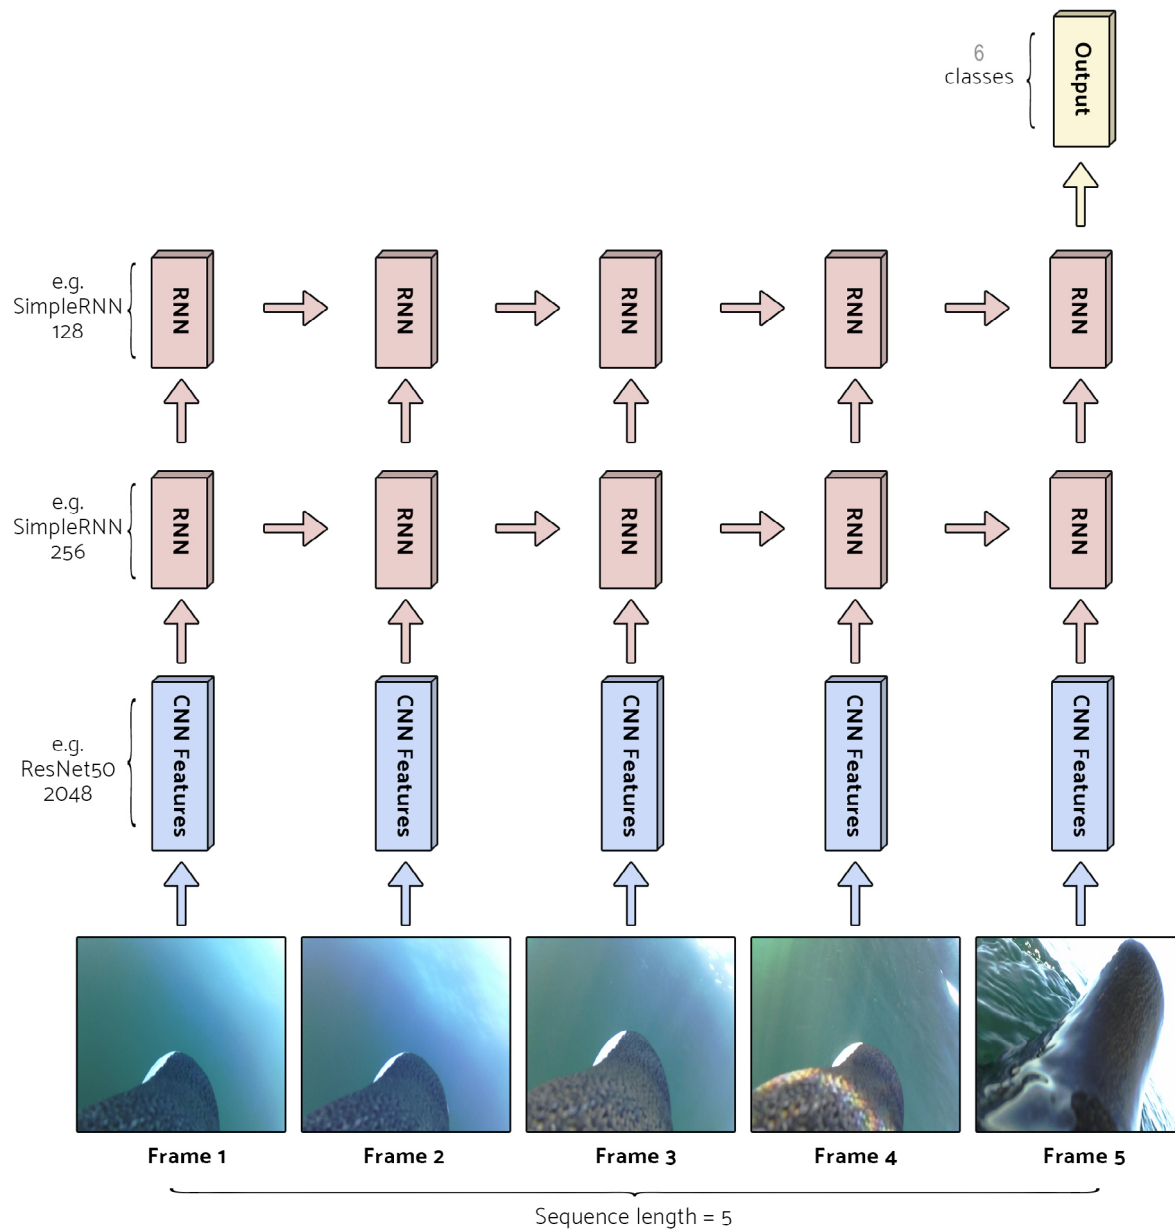 6
classes
Output
e.g.
SimpleRNN
128
RNN
RNN
RNN
RNN
RNN
e.g.
SimpleRNN
256
RNN
RNN
RNN
RNN
RNN
e.g.
ResNet50
2048
CNN Features
CNN Features
CNN Features
CNN Features
CNN Features
Frame 1
Frame 2
Frame 3
Frame 4
Frame 5
Sequence length = 5